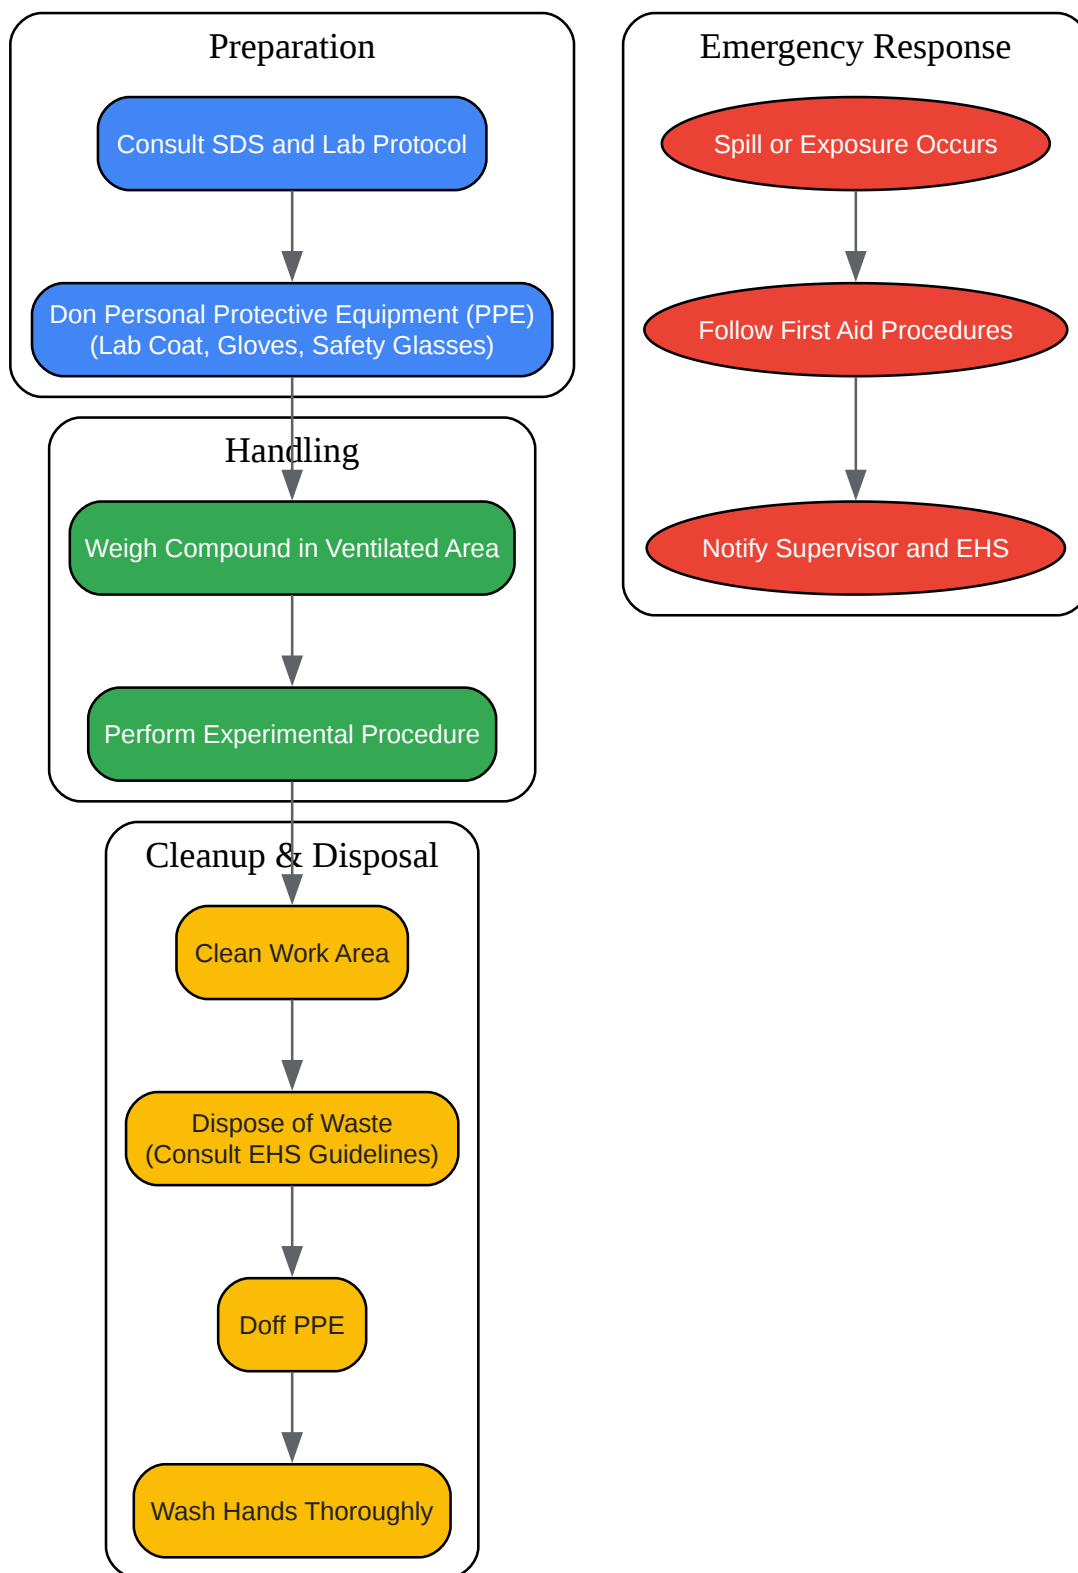 Preparation
Consult SDS and Lab Protocol
Don Personal Protective Equipment (PPE)
(Lab Coat, Gloves, Safety Glasses)
Handling
Weigh Compound in Ventilated Area
Perform Experimental Procedure
Cleanup & Disposal
Clean Work Area
Dispose of Waste
(Consult EHS Guidelines)
Doff PPE
Wash Hands Thoroughly
Emergency Response
Spill or Exposure Occurs
Follow First Aid Procedures
Notify Supervisor and EHS